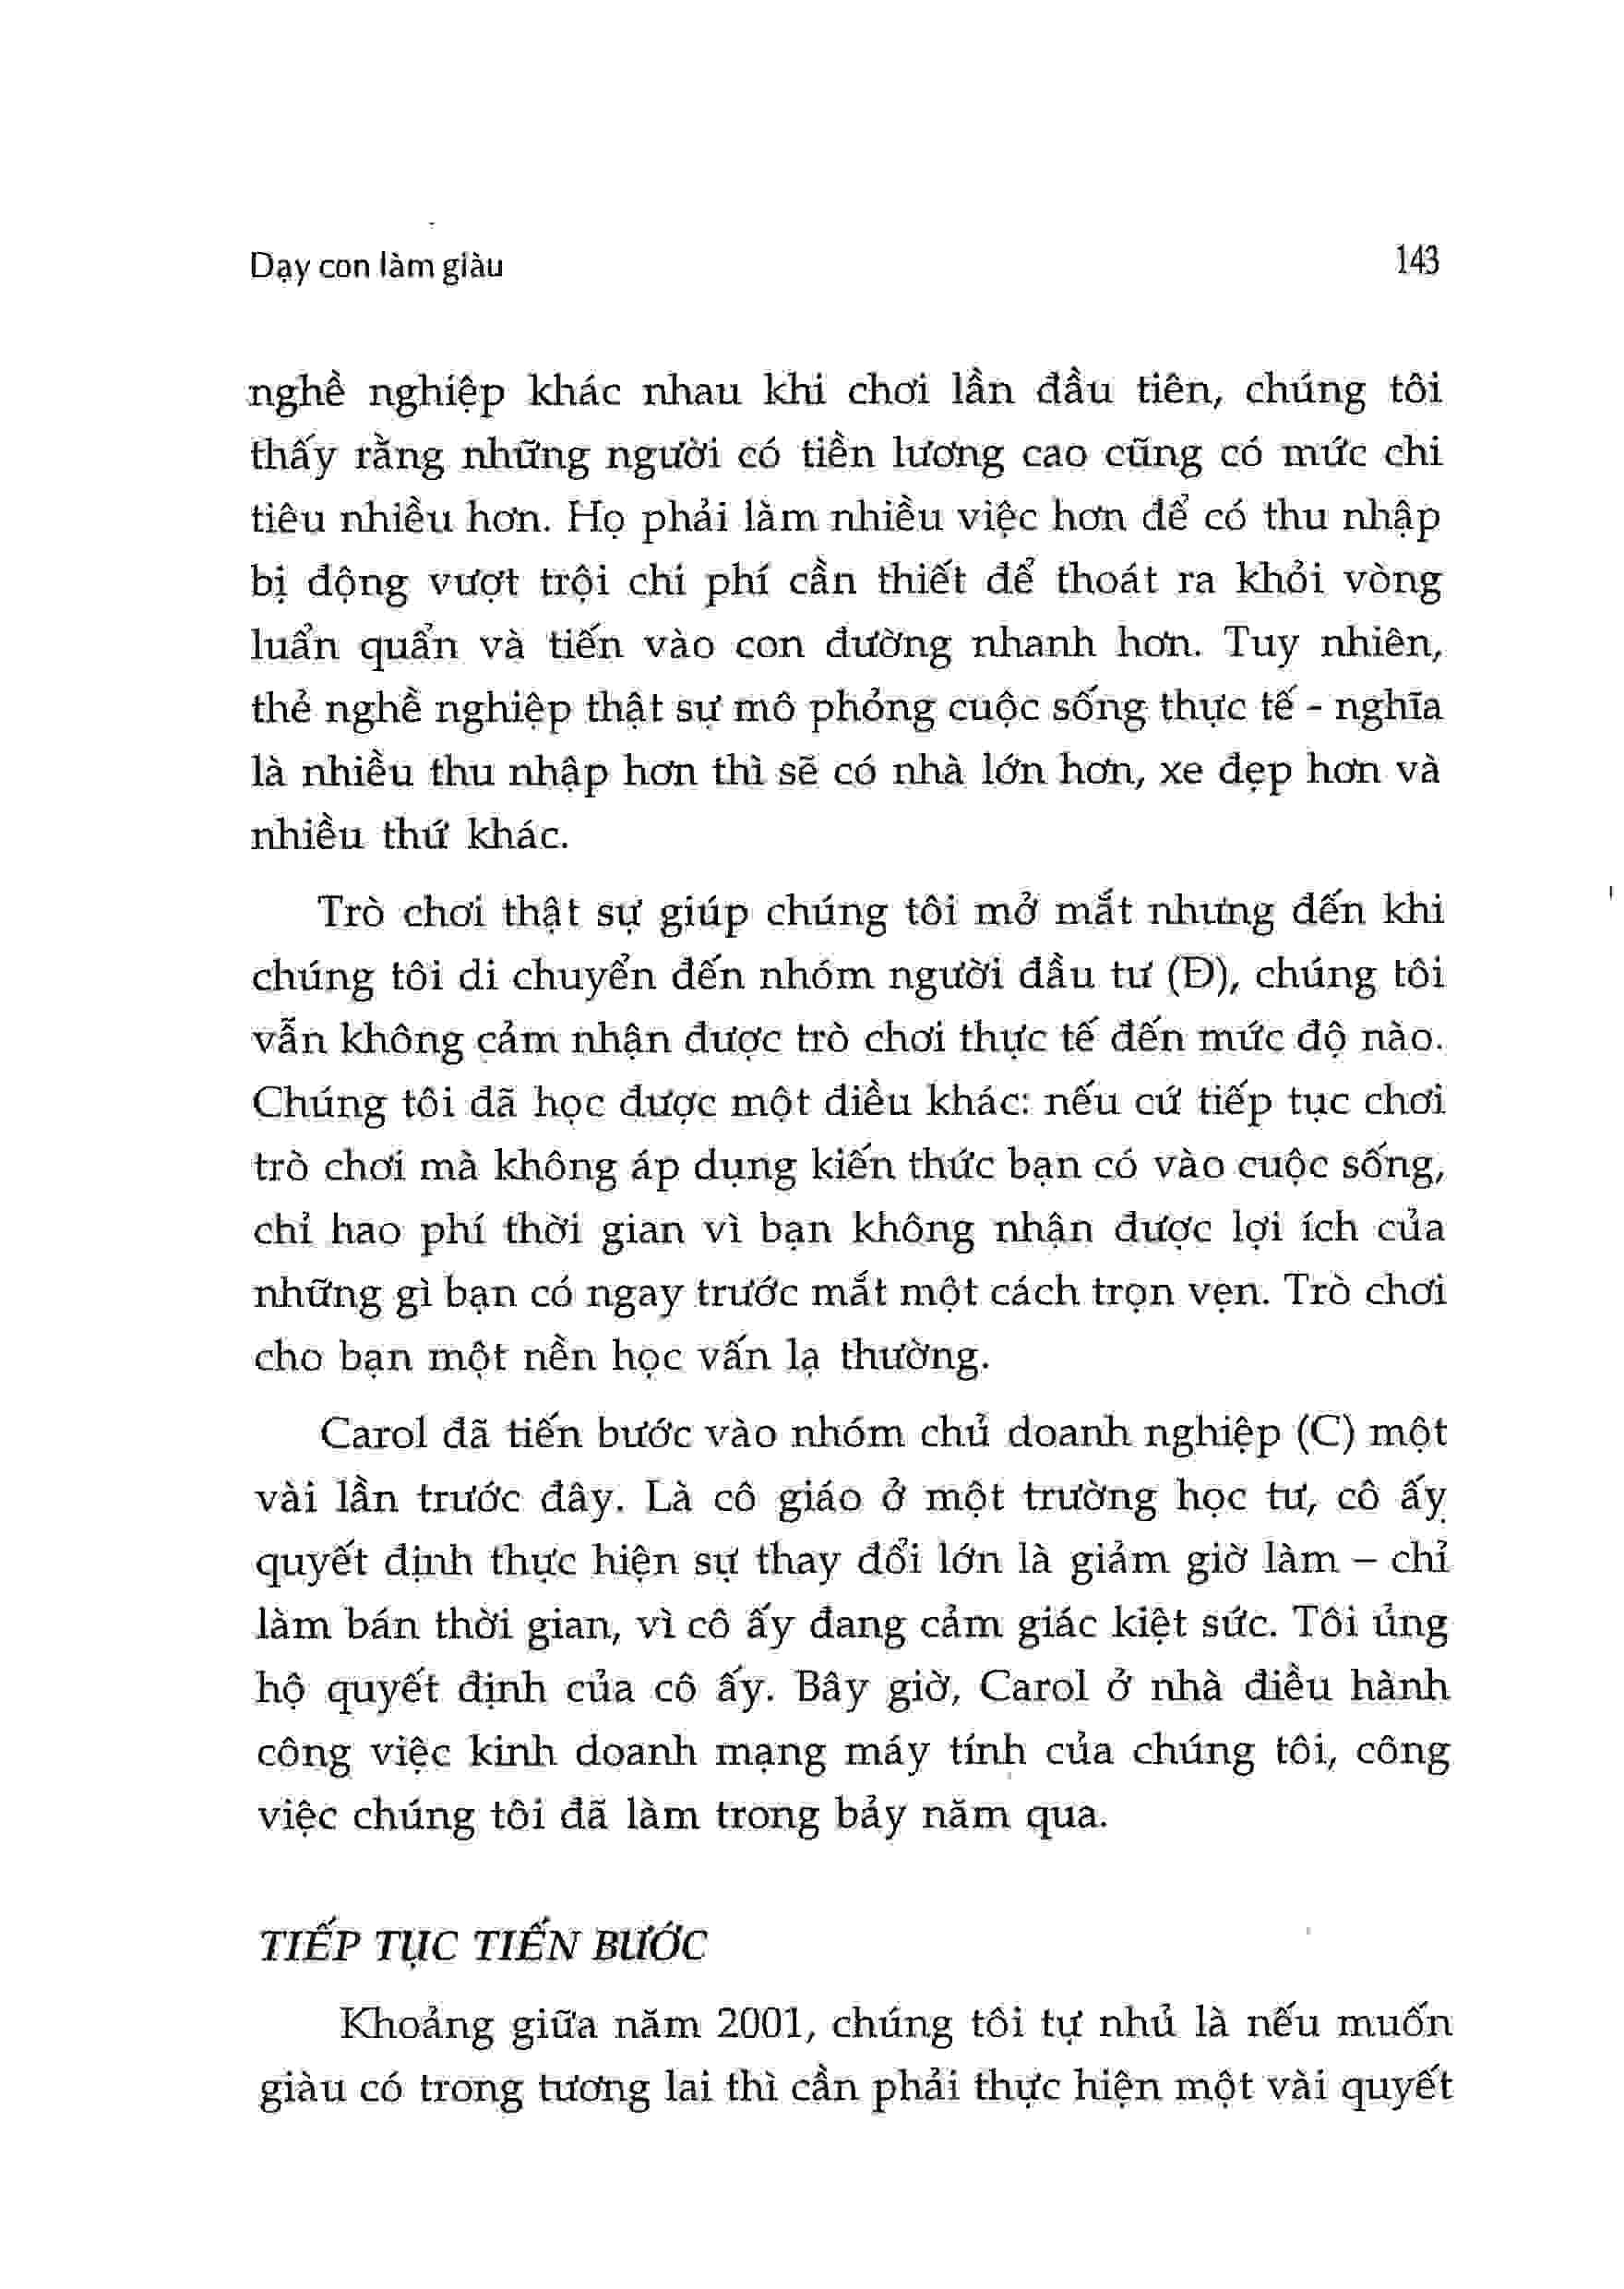 Dạy con làm giàu 143
nghề nghiệp khác nhau khi chơi lần đầu tiên, chúng tôi
thấy rằng những người có tiền lương cao cũng có mức chi
tiêu nhiều hơn. Họ phải làm nhiều việc hơn để có thu nhập
bị động vượt trội chi phí cần thiết để thoát ra khỏi vòng
luẩn quẩn và tiến vào con đường nhanh hơn. Tuy nhiên,
thẻ nghề nghiệp thật sự mô phỏng cuộc sống thực tế - nghĩa
là nhiều thu nhập hơn thì sẽ có nhà lớn hơn, xe đẹp hơn và
nhiều thứ khác.
Trò chơi thật sự giúp chúng tôi mở mắt nhưng đến khi
chúng tôi di chuyển đến nhóm người đầu tư (Đ), chúng tôi
vẫn không cảm nhận được trò chơi thực tế đến mức độ nào.
Chúng tôi đã học được một điều khác: nếu cứ tiếp tục chơi
trò chơi mà không áp dụng kiến thức bạn có vào cuộc sống,
chỉ hao phí thời gian vì bạn không nhận được lợi ích của
những gì bạn có ngay trước mắt một cách trọn vẹn. Trò chơi
cho bạn một nền học vấn lạ thường.
Carol đã tiến bước vào nhóm chủ doanh nghiệp (C) một
vài lần trước đây. Là cô giáo ở một trường học tư, cô ấy
quyết định thực hiện sự thay đổi lớn là giảm giờ làm – chỉ
làm bán thời gian, vì cô ấy đang cảm giác kiệt sức. Tôi ủng
hộ quyết định của cô ấy. Bây giờ, Carol ở nhà điều hành
công việc kinh doanh mạng máy tính của chúng tôi, công
việc chúng tôi đã làm trong bảy năm qua.
TIẾP TỤC TIẾN BƯỚC
Khoảng giữa năm 2001, chúng tôi tự nhủ là nếu muốn
giàu có trong tương lai thì cần phải thực hiện một vài quyết